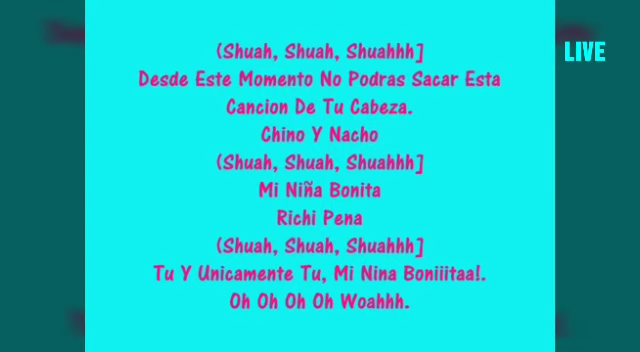 (Shuah, Shuah, Shuahhh]
Desde Este Momento No Podras Sacar Esta
Cancion De Tu Cabeza.
Chino Y Nacho
(Shuah, Shuah, Shuahhh]
Mi Niña Bonita
Richi Pena
(Shuah, Shuah, Shuahhh]
Tu Y Unicamente Tu, Mi Nina Boniiitaa!.
Oh Oh Oh Oh Woahhh.
LIVE